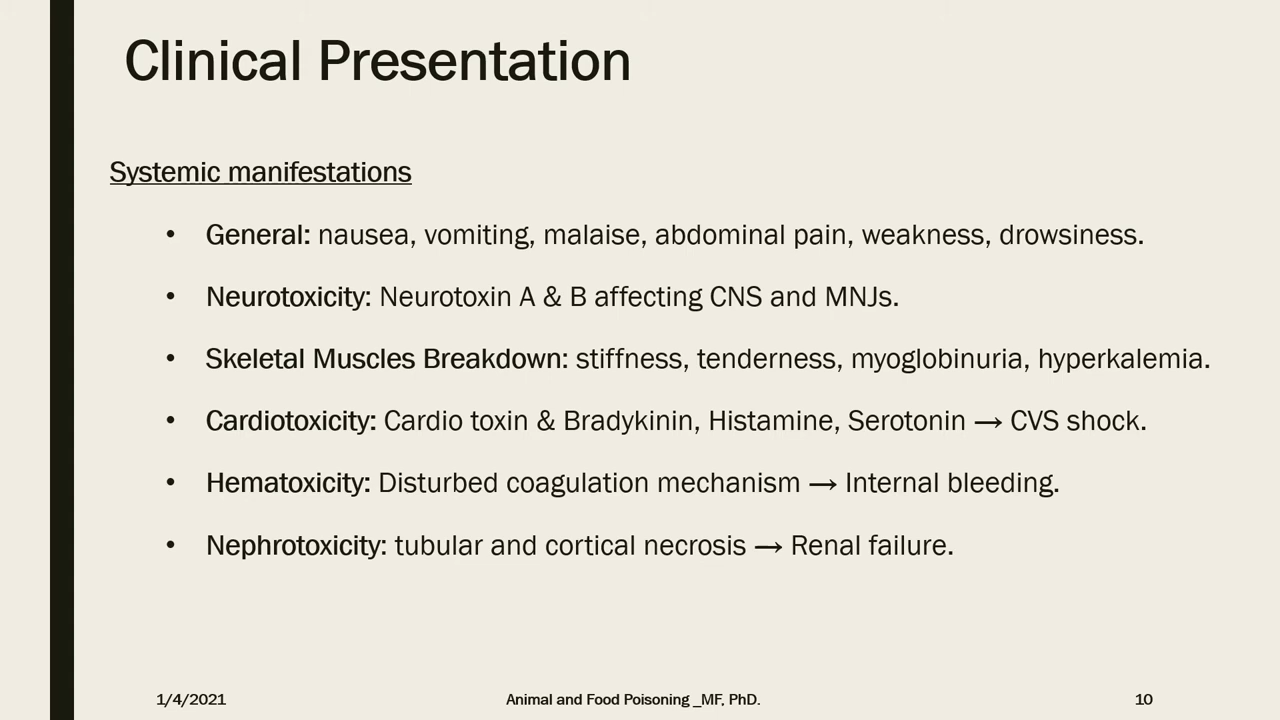 Clinical Presentation
Systemic manifestations
• General: nausea, vomiting, malaise, abdominal pain, weakness, drowsiness.
• Neurotoxicity: Neurotoxin A & B affecting CNS and MNJs.
• Skeletal Muscles Breakdown: stiffness, tenderness, myoglobinuria, hyperkalemia.
• Cardiotoxicity: Cardio toxin & Bradykinin, Histamine, Serotonin → CVS shock.
• Hematoxicity: Disturbed coagulation mechanism → Internal bleeding.
• Nephrotoxicity: tubular and cortical necrosis → Renal failure.
1/4/2021 Animal and Food Poisoning _MF, PhD. 10